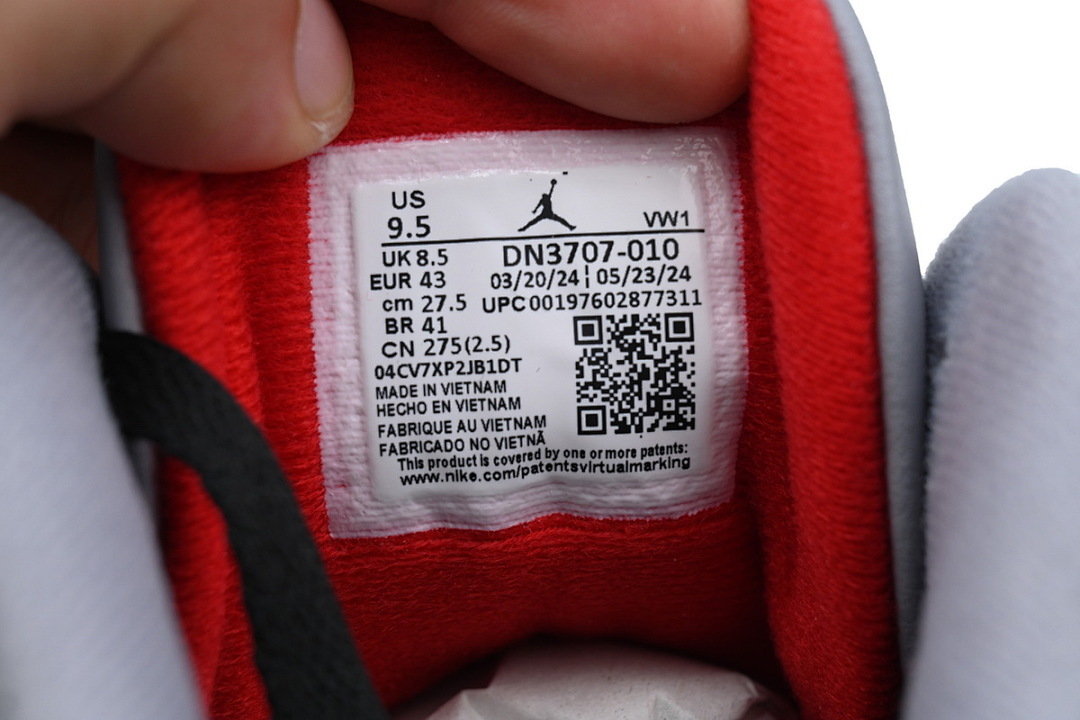 US
9.5
VW1
UK 8.5
DN3707-010
EUR 43
03/20/24 ¦ 05/23/24
cm 27.5
UPC00197602877311
BR 41
CN 275(2.5)
04CV7XP2JB1DT
MADE IN VIETNAM
HECHO EN VIETNAM
FABRIQUE AU VIETNAM
FABRICADO NO VIETNÃ
This product is covered by one or more patents:
www.nike.com/patentsvirtualmarking